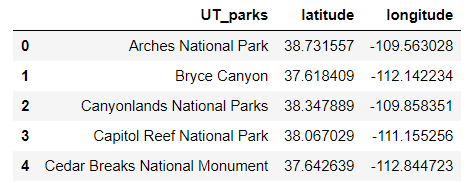 UT_parks latitude longitude
0 Arches National Park 38.731557 -109.563028
1 Bryce Canyon 37.618409 -112.142234
2 Canyonlands National Parks 38.347889 -109.858351
3 Capitol Reef National Park 38.067029 -111.155256
4 Cedar Breaks National Monument 37.642639 -112.844723